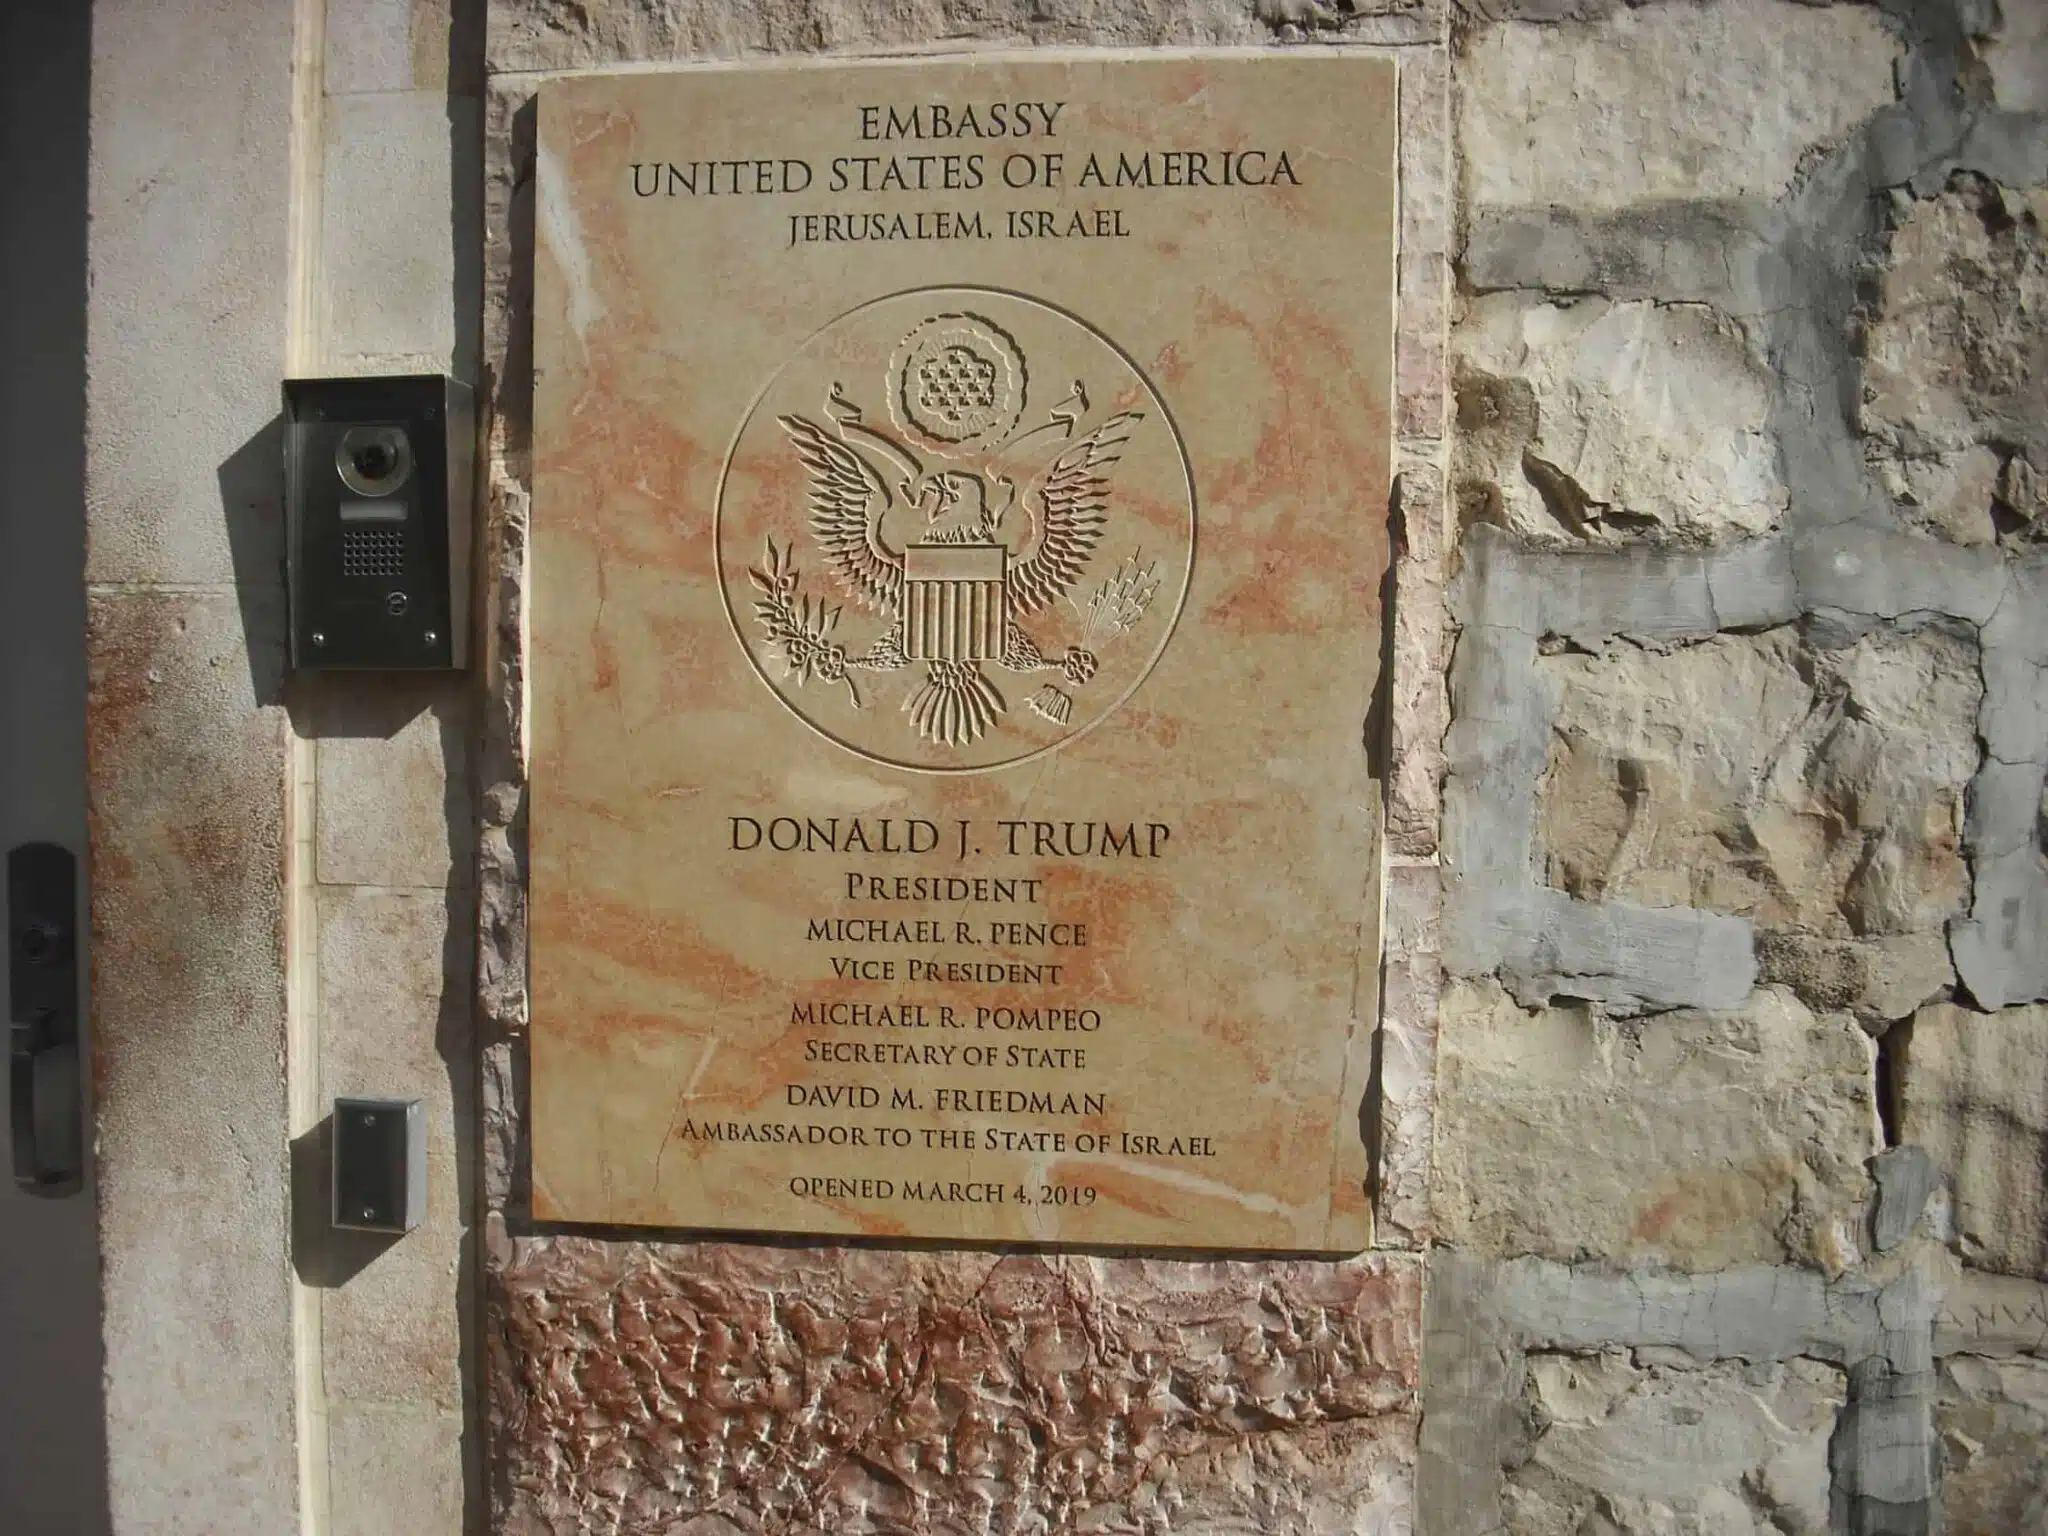 EMBASSY
UNITED STATES OF AMERICA
JERUSALEM, ISRAEL
DONALD J. TRUMP
PRESIDENT
MICHAEL R. PENCE
VICE PRESIDENT
MICHAEL R. POMPEO
SECRETARY OF STATE
DAVID M. FRIEDMAN
AMBASSADOR TO THE STATE OF ISRAEL
OPENED MARCH 4, 2019